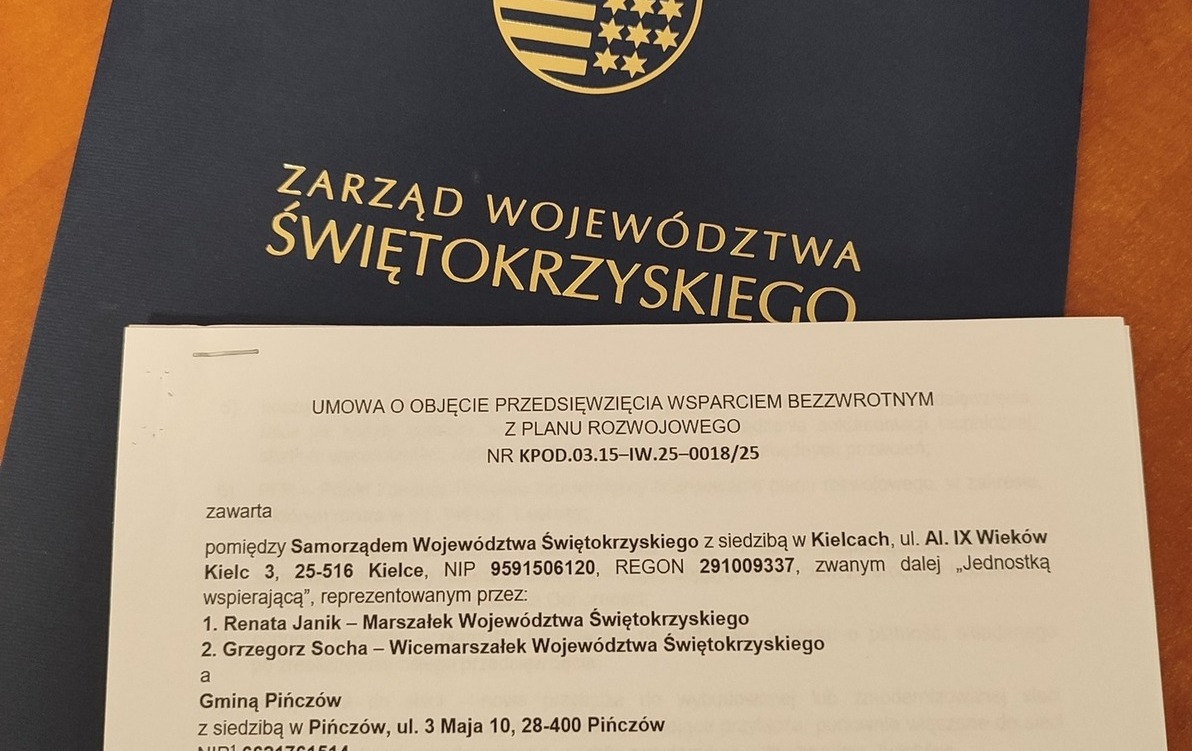 ZARZĄD WOJEWÓDZTWA
ŚWIĘTOKRZYSKIEGO
UMOWA O OBJĘCIE PRZEDSIĘWZIĘCIA WSPARCIEM BEZZWROTNYM
Z PLANU ROZWOJOWEGO
NR KPOD.03.15–IW.25–0018/25
zawarta
pomiędzy Samorządem Województwa Świętokrzyskiego z siedzibą w Kielcach, ul. Al. IX Wieków
Kielc 3, 25-516 Kielce, NIP 9591506120, REGON 291009337, zwanym dalej „Jednostką
wspierającą”, reprezentowanym przez:
1. Renata Janik – Marszałek Województwa Świętokrzyskiego
2. Grzegorz Socha – Wicemarszałek Województwa Świętokrzyskiego
a
Gminą Pińczów
z siedzibą w Pińczów, ul. 3 Maja 10, 28-400 Pińczów
NIP¹ 6621761514